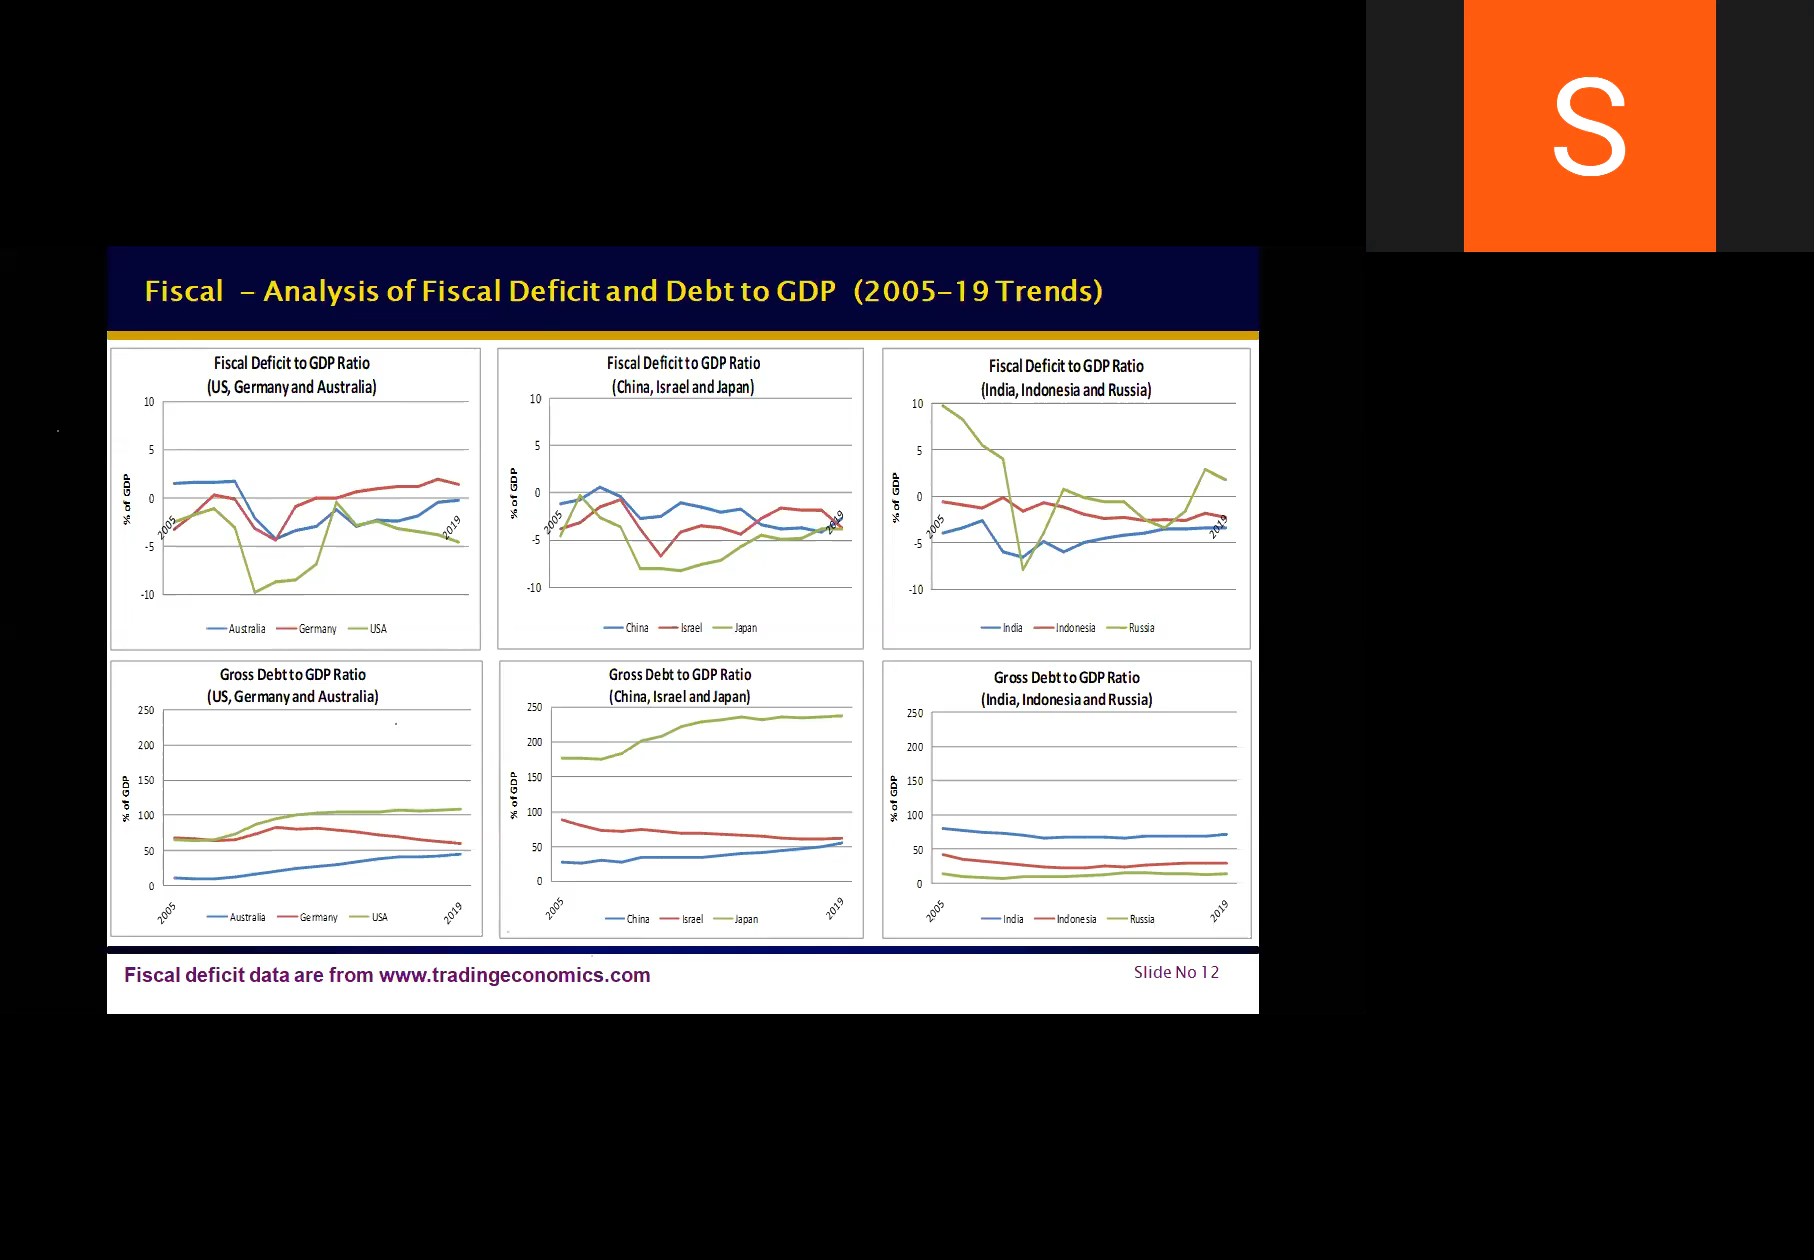 S
Fiscal – Analysis of Fiscal Deficit and Debt to GDP (2005–19 Trends)
Fiscal Deficit to GDP Ratio
(US, Germany and Australia)
10
5
0
-5
-10
% of GDP
2005
2019
Australia Germany USA
Fiscal Deficit to GDP Ratio
(China, Israel and Japan)
10
5
0
-5
-10
% of GDP
2005
2019
China Israel Japan
Fiscal Deficit to GDP Ratio
(India, Indonesia and Russia)
10
5
0
-5
-10
% of GDP
2005
2019
India Indonesia Russia
Gross Debt to GDP Ratio
(US, Germany and Australia)
250
200
150
100
50
0
% of GDP
2005
2019
Australia Germany USA
Gross Debt to GDP Ratio
(China, Israel and Japan)
250
200
150
100
50
0
% of GDP
2005
2019
China Israel Japan
Gross Debt to GDP Ratio
(India, Indonesia and Russia)
250
200
150
100
50
0
% of GDP
2005
2019
India Indonesia Russia
Fiscal deficit data are from www.tradingeconomics.com
Slide No 12